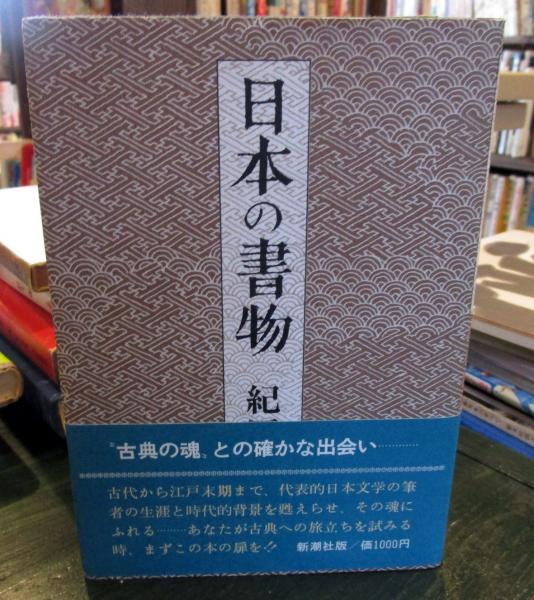 日本の書物
紀
“古典の魂”との確かな出会い…………
古代から江戸末期まで、代表的日本文学の筆
者の生涯と時代的背景を甦えらせ、その魂に
ふれる………あなたが古典への旅立ちを試みる
時、まずこの本の扉を!!
新潮社版／価1000円